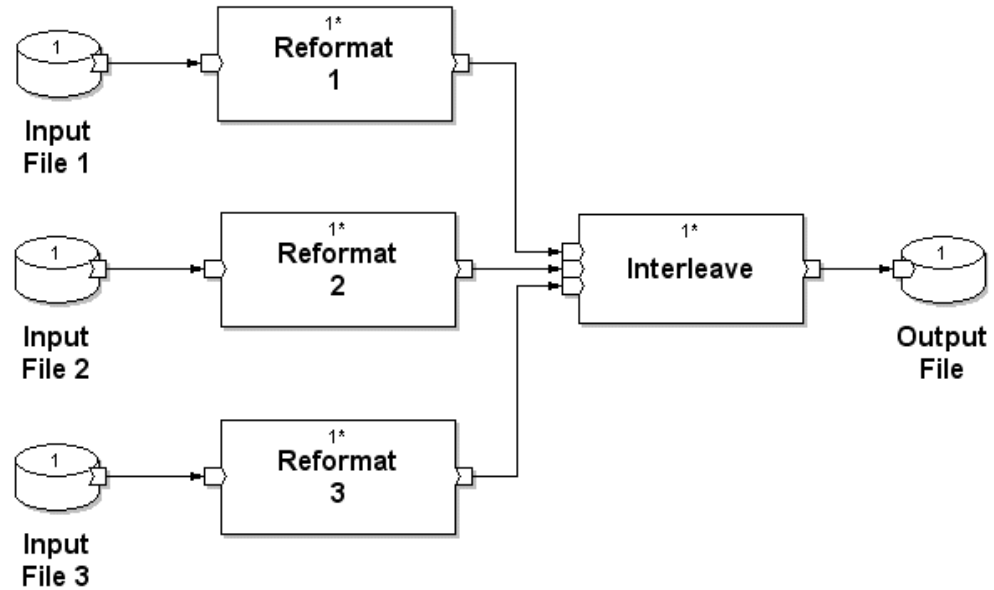 1
Input
File 1
1*
Reformat
1
1
Input
File 2
1*
Reformat
2
1
Input
File 3
1*
Reformat
3
1*
Interleave
1
Output
File